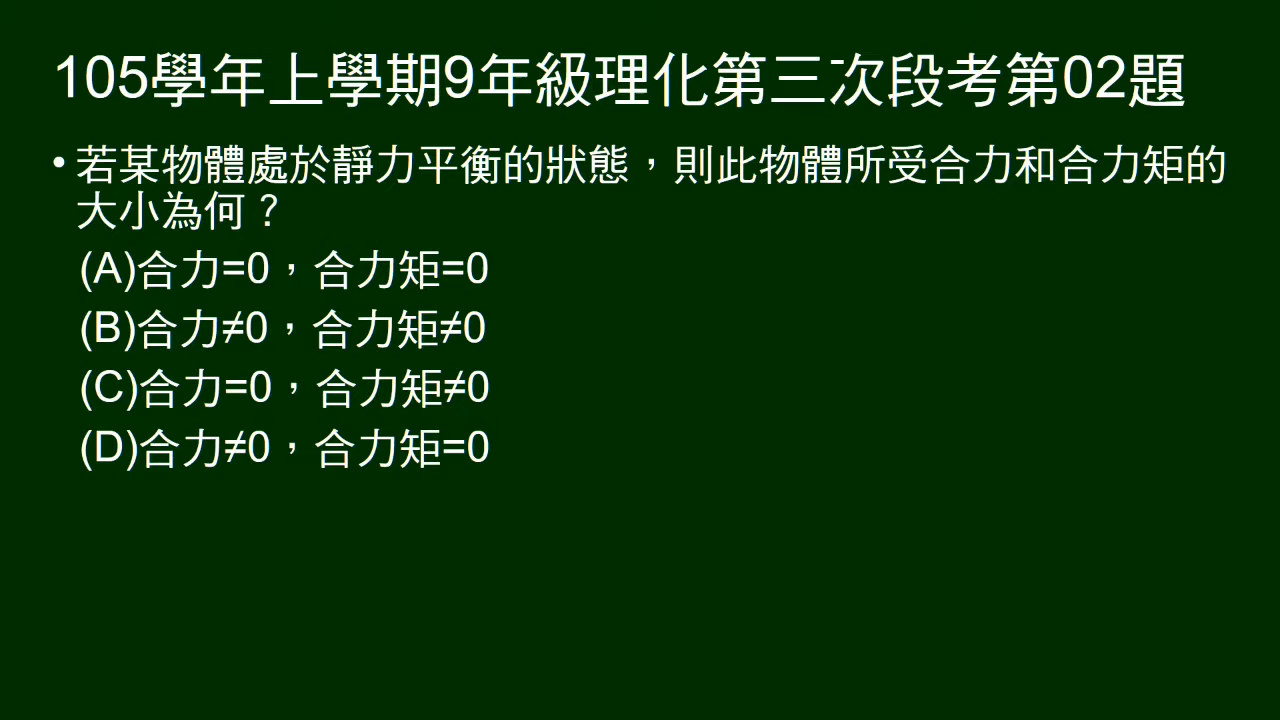 105學年上學期9年級理化第三次段考第02題
•若某物體處於靜力平衡的狀態，則此物體所受合力和合力矩的
大小為何？
(A)合力=0，合力矩=0
(B)合力≠0，合力矩≠0
(C)合力=0，合力矩≠0
(D)合力≠0，合力矩=0